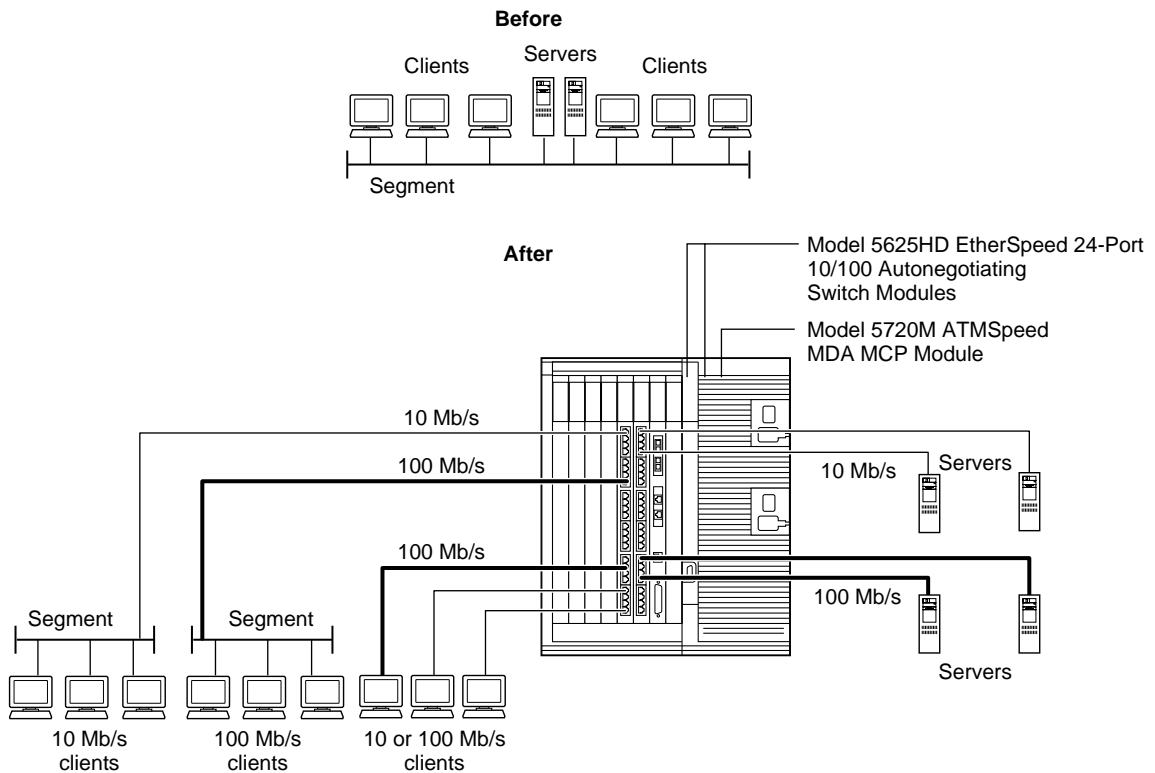 Before
Servers
Clients
Clients
Segment
After
Model 5625HD EtherSpeed 24-Port
10/100 Autonegotiating
Switch Modules
Model 5720M ATMSpeed
MDA MCP Module
10 Mb/s
100 Mb/s
10 Mb/s
Servers
100 Mb/s
100 Mb/s
Segment
Segment
Servers
10 Mb/s
clients
100 Mb/s
clients
10 or 100 Mb/s
clients